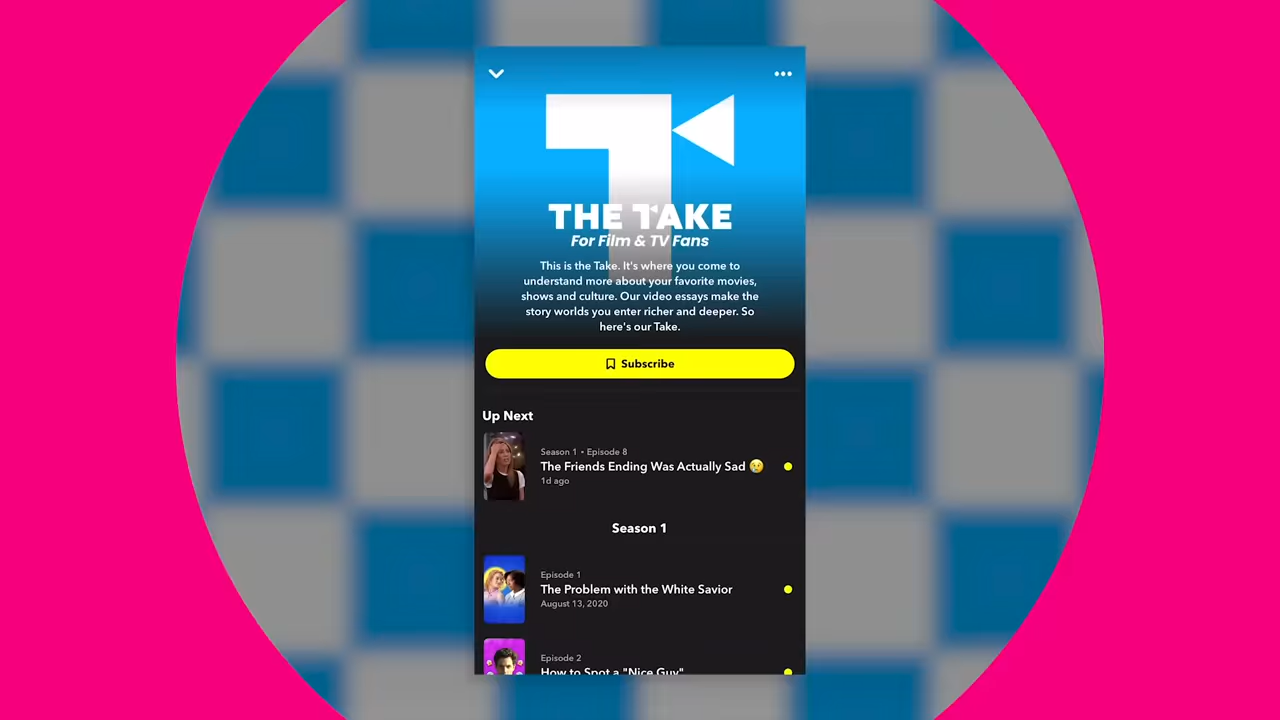 THE TAKE
For Film & TV Fans
This is the Take. It's where you come to
understand more about your favorite movies,
shows and culture. Our video essays make the
story worlds you enter richer and deeper. So
here's our Take.
Subscribe
Up Next
Season 1 • Episode 8
The Friends Ending Was Actually Sad 😢
1d ago
Season 1
Episode 1
The Problem with the White Savior
August 13, 2020
Episode 2
How to Spot a "Nice Guy"